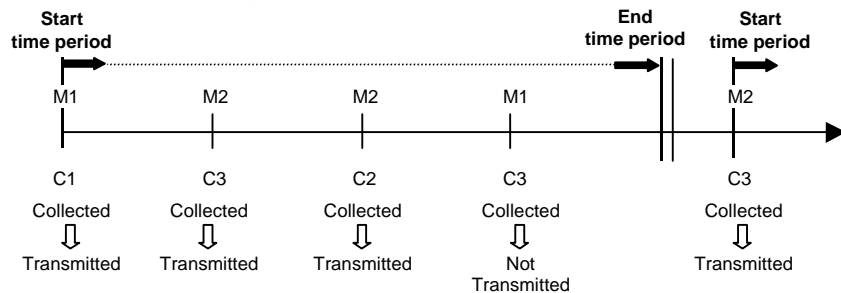 Start
time period
End
time period
Start
time period
M1 M2 M2 M1 M2
C1 C3 C2 C3 C3
Collected Collected Collected Collected Collected
Transmitted Transmitted Transmitted Not Transmitted
Transmitted